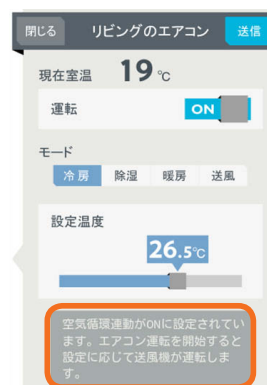 閉じる リビングのエアコン 送信
現在室温 19℃
運転 ON
モード
冷房 除湿 暖房 送風
設定温度
26.5℃
空気循環連動がONに設定されてい
ます。エアコン運転を開始すると
設定に応じて送風機が運転しま
す。